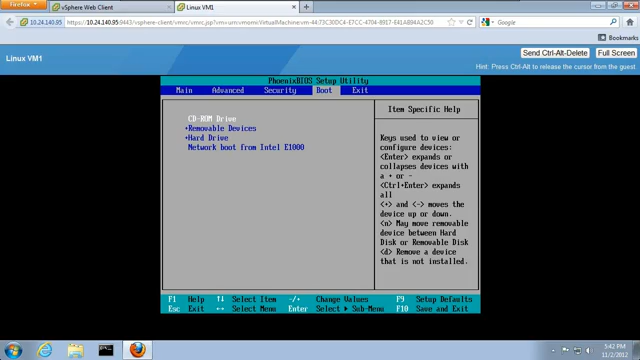 Firefox
vSphere Web Client
Linux VM1
10.24.140.95
https://10.24.140.95:9443/vsphere-client/vmrc/vmrc.jsp?vm=urn:vmomi:VirtualMachine:vm-44:
Google
Bookmarks
Linux VM1
Send Ctrl-Alt-Delete
Full Screen
Hint: Press Ctrl-Alt to release the cursor from the guest
PhoenixBIOS Setup Utility
Main Advanced Security Boot Exit
Item Specific Help
CD-ROM Drive
+Removable Devices
+Hard Drive
Network boot from Intel E1000
Keys used to view or
configure devices:
<Enter> expands or
collapses devices with
a + or -
<Ctrl+Enter> expands
all
<+> and <-> moves the
device up or down.
<n> May move removable
device between Hard
Disk or Removable Disk
<d> Remove a device
that is not installed.
F1 Help ↑↓ Select Item -/+ Change Values F9 Setup Defaults
Esc Exit ↔ Select Menu Enter Select ▶ Sub-Menu F10 Save and Exit
5:42 PM
11/2/2012